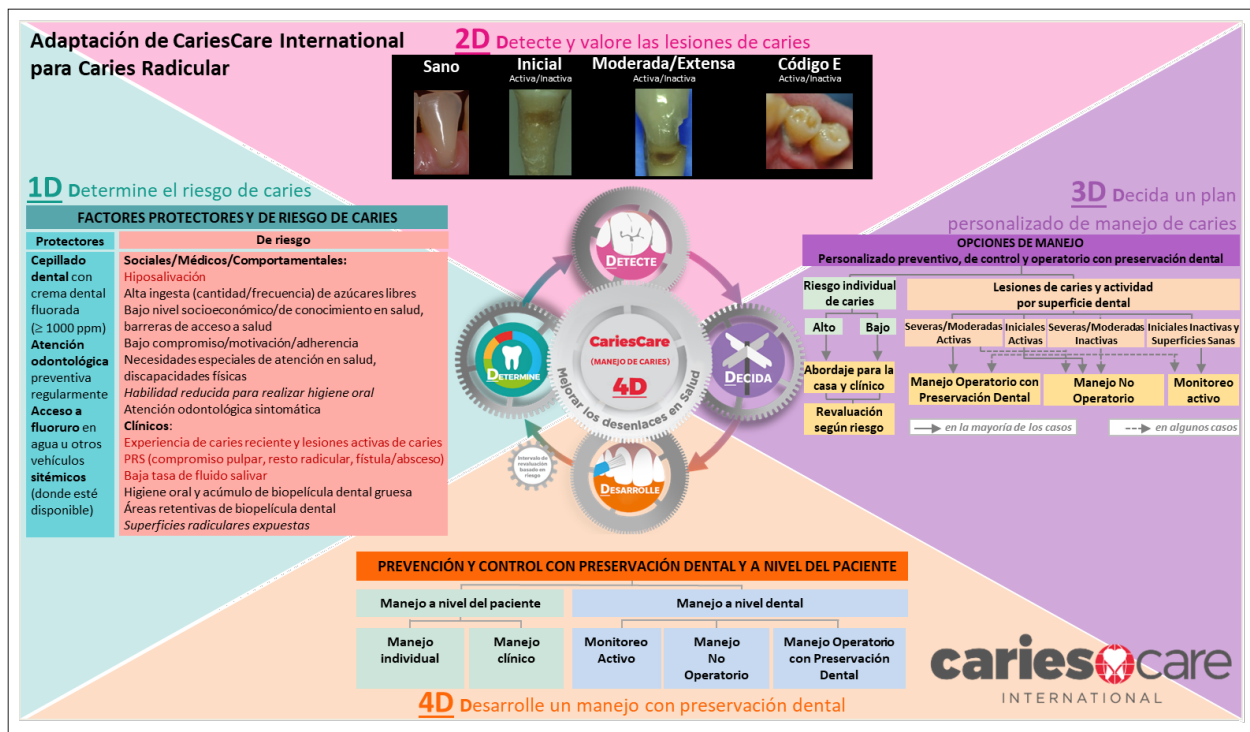 Adaptación de CariesCare International
para Caries Radicular
2D Detecte y valore las lesiones de caries
Sano
Inicial
Activa/Inactiva
Moderada/Extensa
Activa/Inactiva
Código E
Activa/Inactiva
1D Determine el riesgo de caries
FACTORES PROTECTORES Y DE RIESGO DE CARIES
Protectores
Cepillado
dental con
crema dental
fluorada
(≥ 1000 ppm)
Atención
odontológica
preventiva
regularmente
Acceso a
fluoruro en
agua u otros
vehículos
sitémicos
(donde esté
disponible)
De riesgo
Sociales/Médicos/Comportamentales:
Hiposalivación
Alta ingesta (cantidad/frecuencia) de azúcares libres
Bajo nivel socioeconómico/de conocimiento en salud,
barreras de acceso a salud
Bajo compromiso/motivación/adherencia
Necesidades especiales de atención en salud,
discapacidades físicas
Habilidad reducida para realizar higiene oral
Atención odontológica sintomática
Clínicos:
Experiencia de caries reciente y lesiones activas de caries
PRS (compromiso pulpar, resto radicular, fístula/absceso)
Baja tasa de fluido salivar
Higiene oral y acúmulo de biopelícula dental gruesa
Áreas retentivas de biopelícula dental
Superficies radiculares expuestas
DETECTE
DETERMINE
CariesCare
(MANEJO DE CARIES)
4D
Mejorar los desenlaces en Salud
DECIDA
DESARROLLE
Intervalo de
revaluación
basado en
riesgo
3D Decida un plan
personalizado de manejo de caries
OPCIONES DE MANEJO
Personalizado preventivo, de control y operatorio con preservación dental
Riesgo individual
de caries
Alto
Bajo
Abordaje para la
casa y clínico
Revaluación
según riesgo
Lesiones de caries y actividad
por superficie dental
Severas/Moderadas
Activas
Iniciales
Activas
Severas/Moderadas
Inactivas
Iniciales Inactivas y
Superficies Sanas
Manejo Operatorio con
Preservación Dental
Manejo No
Operatorio
Monitoreo
activo
en la mayoría de los casos
en algunos casos
PREVENCIÓN Y CONTROL CON PRESERVACIÓN DENTAL Y A NIVEL DEL PACIENTE
Manejo a nivel del paciente
Manejo a nivel dental
Manejo
individual
Manejo
clínico
Monitoreo
Activo
Manejo
No
Operatorio
Manejo Operatorio
con Preservación
Dental
4D Desarrolle un manejo con preservación dental
caries care
INTERNATIONAL